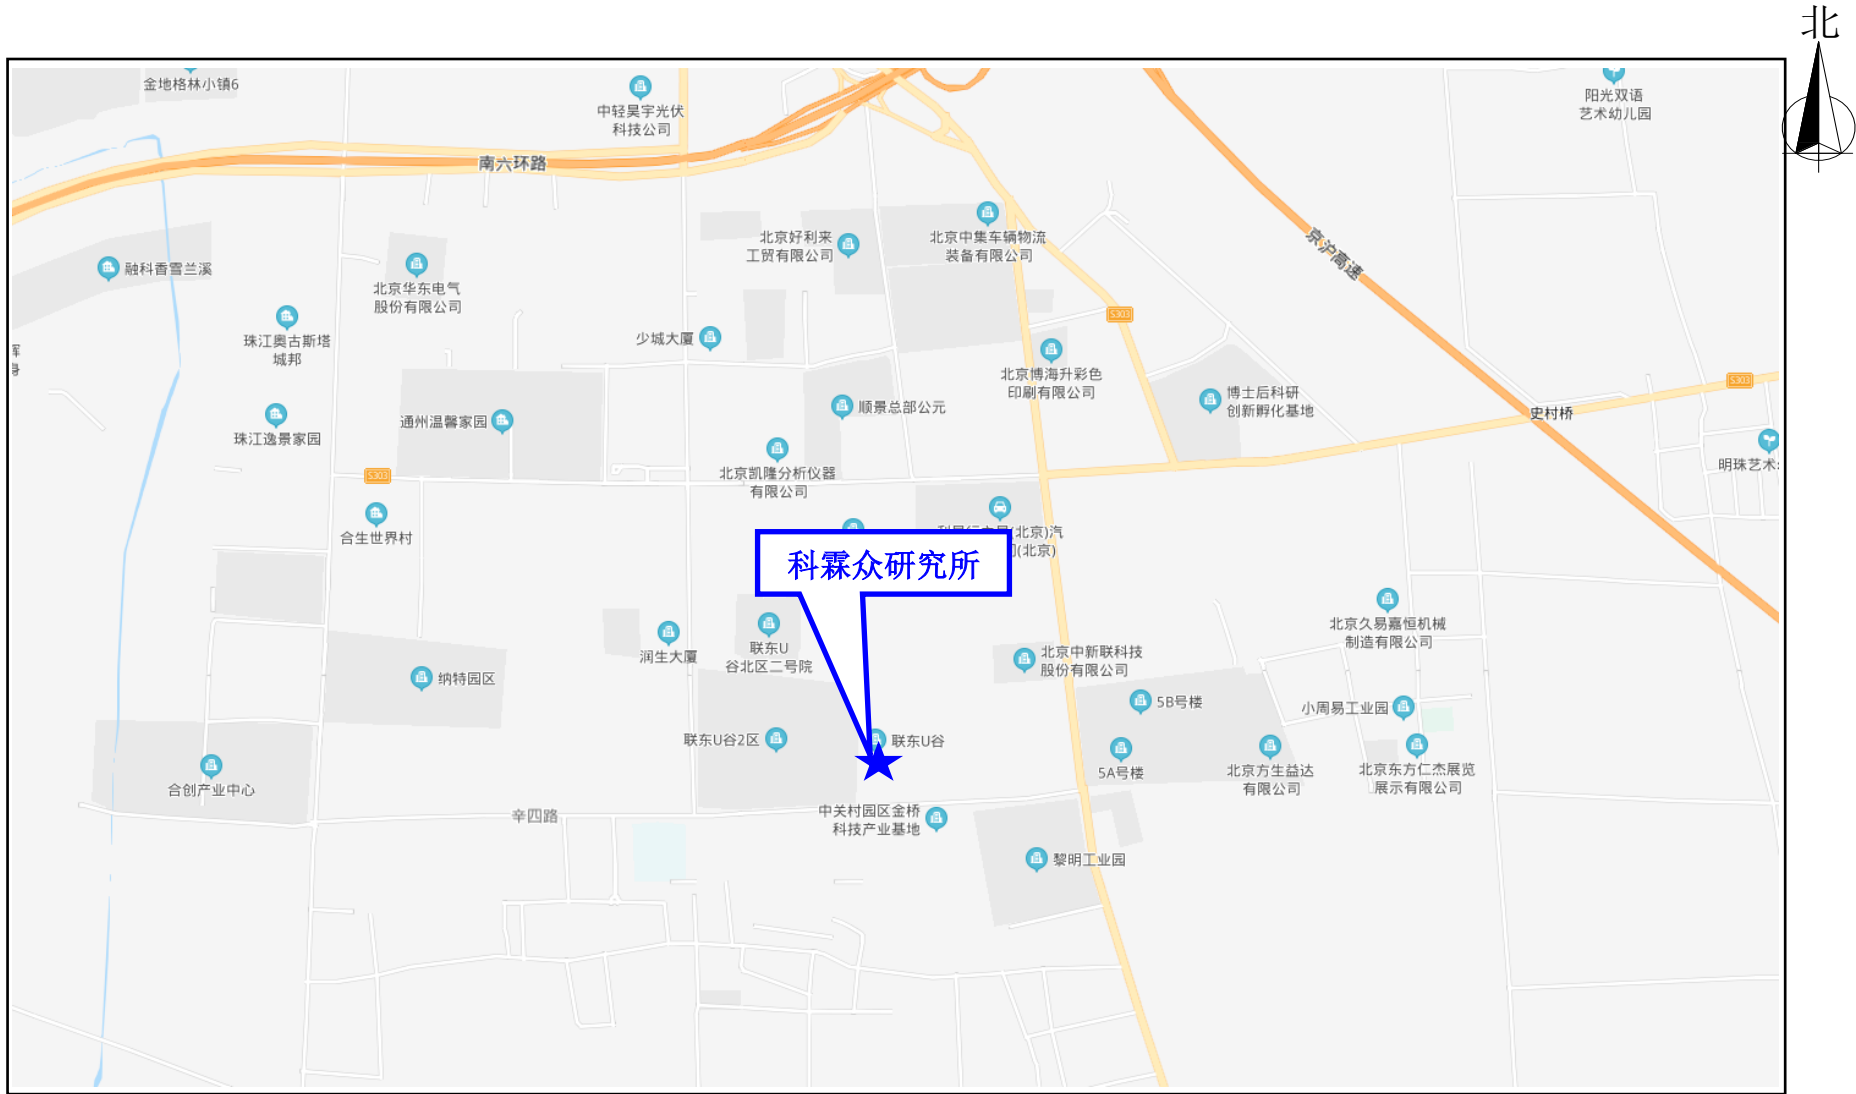 北
金地格林小镇6
中轻昊宇光伏
科技公司
阳光双语
艺术幼儿园
南六环路
北京好利来
工贸有限公司
北京中集车辆物流
装备有限公司
京沪高速
融科香雪兰溪
北京华东电气
股份有限公司
S303
珠江奥古斯塔
城邦
少城大厦
北京博海升彩色
印刷有限公司
S303
博士后科研
创新孵化基地
顺景总部公元
史村桥
通州温馨家园
珠江逸景家园
北京凯隆分析仪器
有限公司
明珠艺术
S303
合生世界村
(北京)汽
(北京)
科霖众研究所
北京久易嘉恒机械
制造有限公司
润生大厦
联东U
谷北区二号院
北京中新联科技
股份有限公司
纳特园区
5B号楼
小周易工业园
联东U谷2区
联东U谷
5A号楼
北京方生益达
有限公司
北京东方仁杰展览
展示有限公司
合创产业中心
辛四路
中关村园区金桥
科技产业基地
黎明工业园